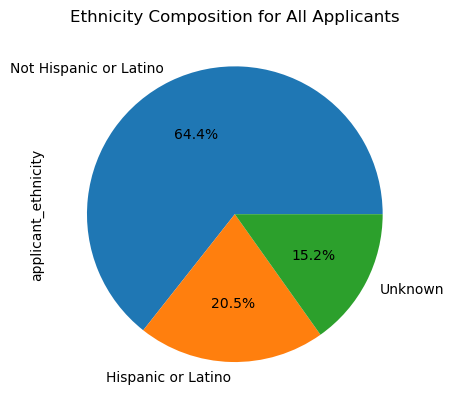 Ethnicity Composition for All Applicants
Not Hispanic or Latino
64.4%
applicant_ethnicity
15.2%
Unknown
20.5%
Hispanic or Latino